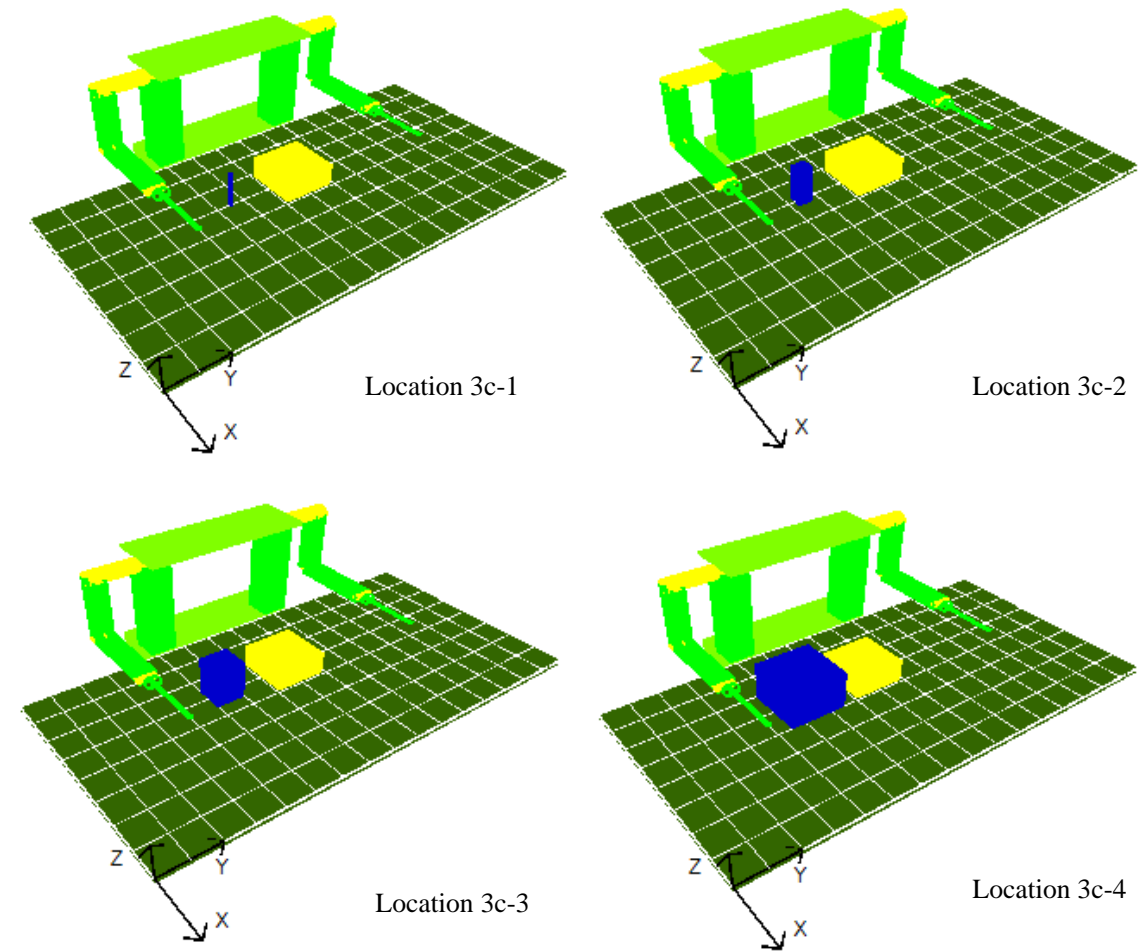 Z
Y
X
Location 3c-1
Z
Y
X
Location 3c-2
Z
Y
X
Location 3c-3
Z
Y
X
Location 3c-4